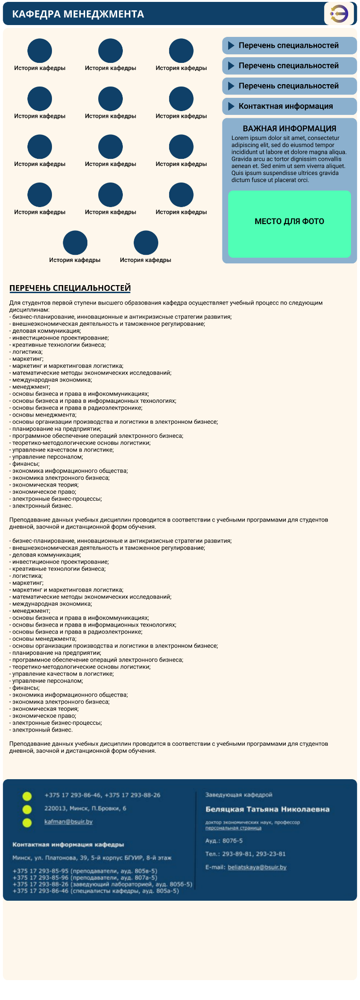 КАФЕДРА МЕНЕДЖМЕНТА
История кафедры
История кафедры
История кафедры
История кафедры
История кафедры
История кафедры
История кафедры
История кафедры
История кафедры
История кафедры
История кафедры
История кафедры
История кафедры
История кафедры
Перечень специальностей
Перечень специальностей
Перечень специальностей
Контактная информация
ВАЖНАЯ ИНФОРМАЦИЯ
Lorem ipsum dolor sit amet, consectetur
adipiscing elit, sed do eiusmod tempor
incididunt ut labore et dolore magna aliqua.
Gravida arcu ac tortor dignissim convallis
aenean et. Sed enim ut sem viverra aliquet.
Quis ipsum suspendisse ultrices gravida
dictum fusce ut placerat orci.
МЕСТО ДЛЯ ФОТО
ПЕРЕЧЕНЬ СПЕЦИАЛЬНОСТЕЙ
Для студентов первой ступени высшего образования кафедра осуществляет учебный процесс по следующим
дисциплинам:
- бизнес-планирование, инновационные и антикризисные стратегии развития;
- внешнеэкономическая деятельность и таможенное регулирование;
- деловая коммуникация;
- инвестиционное проектирование;
- креативные технологии бизнеса;
- логистика;
- маркетинг;
- маркетинг и маркетинговая логистика;
- математические методы экономических исследований;
- международная экономика;
- менеджмент;
- основы бизнеса и права в инфокоммуникациях;
- основы бизнеса и права в информационных технологиях;
- основы бизнеса и права в радиоэлектронике;
- основы менеджмента;
- основы организации производства и логистики в электронном бизнесе;
- планирование на предприятии;
- программное обеспечение операций электронного бизнеса;
- теоретико-методологические основы логистики;
- управление качеством в логистике;
- управление персоналом;
- финансы;
- экономика информационного общества;
- экономика электронного бизнеса;
- экономическая теория;
- экономическое право;
- электронные бизнес-процессы;
- электронный бизнес.
Преподавание данных учебных дисциплин проводится в соответствии с учебными программами для студентов
дневной, заочной и дистанционной форм обучения.
- бизнес-планирование, инновационные и антикризисные стратегии развития;
- внешнеэкономическая деятельность и таможенное регулирование;
- деловая коммуникация;
- инвестиционное проектирование;
- креативные технологии бизнеса;
- логистика;
- маркетинг;
- маркетинг и маркетинговая логистика;
- математические методы экономических исследований;
- международная экономика;
- менеджмент;
- основы бизнеса и права в инфокоммуникациях;
- основы бизнеса и права в информационных технологиях;
- основы бизнеса и права в радиоэлектронике;
- основы менеджмента;
- основы организации производства и логистики в электронном бизнесе;
- планирование на предприятии;
- программное обеспечение операций электронного бизнеса;
- теоретико-методологические основы логистики;
- управление качеством в логистике;
- управление персоналом;
- финансы;
- экономика информационного общества;
- экономика электронного бизнеса;
- экономическая теория;
- экономическое право;
- электронные бизнес-процессы;
- электронный бизнес.
Преподавание данных учебных дисциплин проводится в соответствии с учебными программами для студентов
дневной, заочной и дистанционной форм обучения.
+375 17 293-86-46, +375 17 293-88-26
220013, Минск, П.Бровки, 6
kafman@bsuir.by
Контактная информация кафедры
Минск, ул. Платонова, 39, 5-й корпус БГУИР, 8-й этаж
+375 17 293-85-95 (преподаватели, ауд. 805в-5)
+375 17 293-85-96 (преподаватели, ауд. 807а-5)
+375 17 293-88-26 (заведующий лабораторией, ауд. 805б-5)
+375 17 293-86-46 (специалисты кафедры, ауд. 805а-5)
Заведующая кафедрой
Беляцкая Татьяна Николаевна
доктор экономических наук, профессор
персональная страница
Ауд.: 807б-5
Тел.: 293-89-81, 293-23-81
E-mail: beliatskaya@bsuir.by